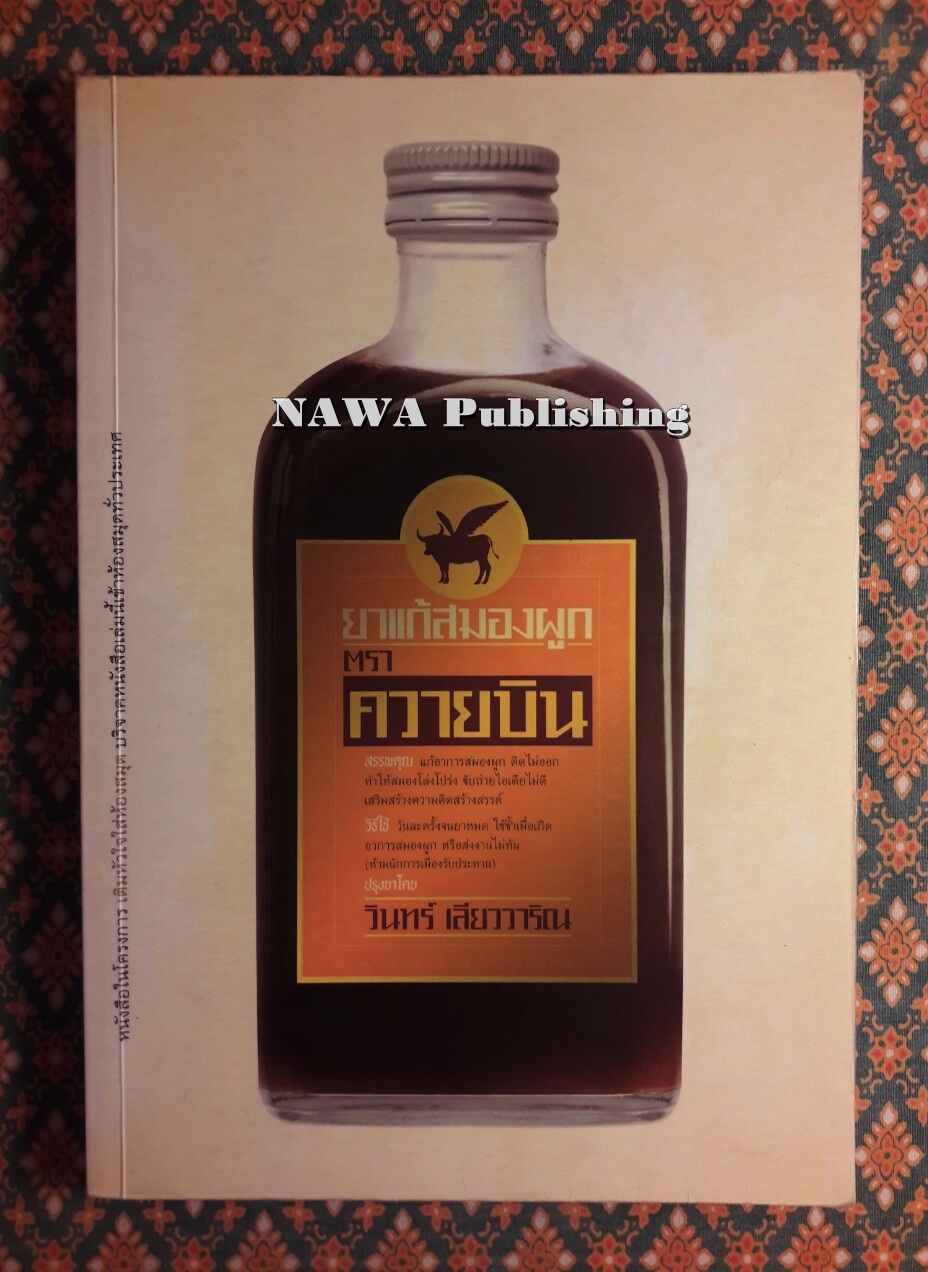 NAWA Publishing
ยาแก้สมองผูก
ตรา
ควายบิน
สรรพคุณ แก้อาการสมองผูก คิดไม่ออก
ทำให้สมองโล่งโปร่ง ขับถ่ายไอเดียไม่ดี
เสริมสร้างความคิดสร้างสรรค์
วิธีใช้ วันละครั้งจนยาหมด ใช้ซ้ำเมื่อเกิด
อาการสมองผูก หรือส่งงานไม่ทัน
(ห้ามนักการเมืองรับประทาน)
ปรุงยาโดย
วินทร์ เลียววาริณ
หนังสือในโครงการ เติมหัวใจใส่ห้องสมุด บริจาคหนังสือเล่มนี้เข้าห้องสมุดทั่วประเทศ